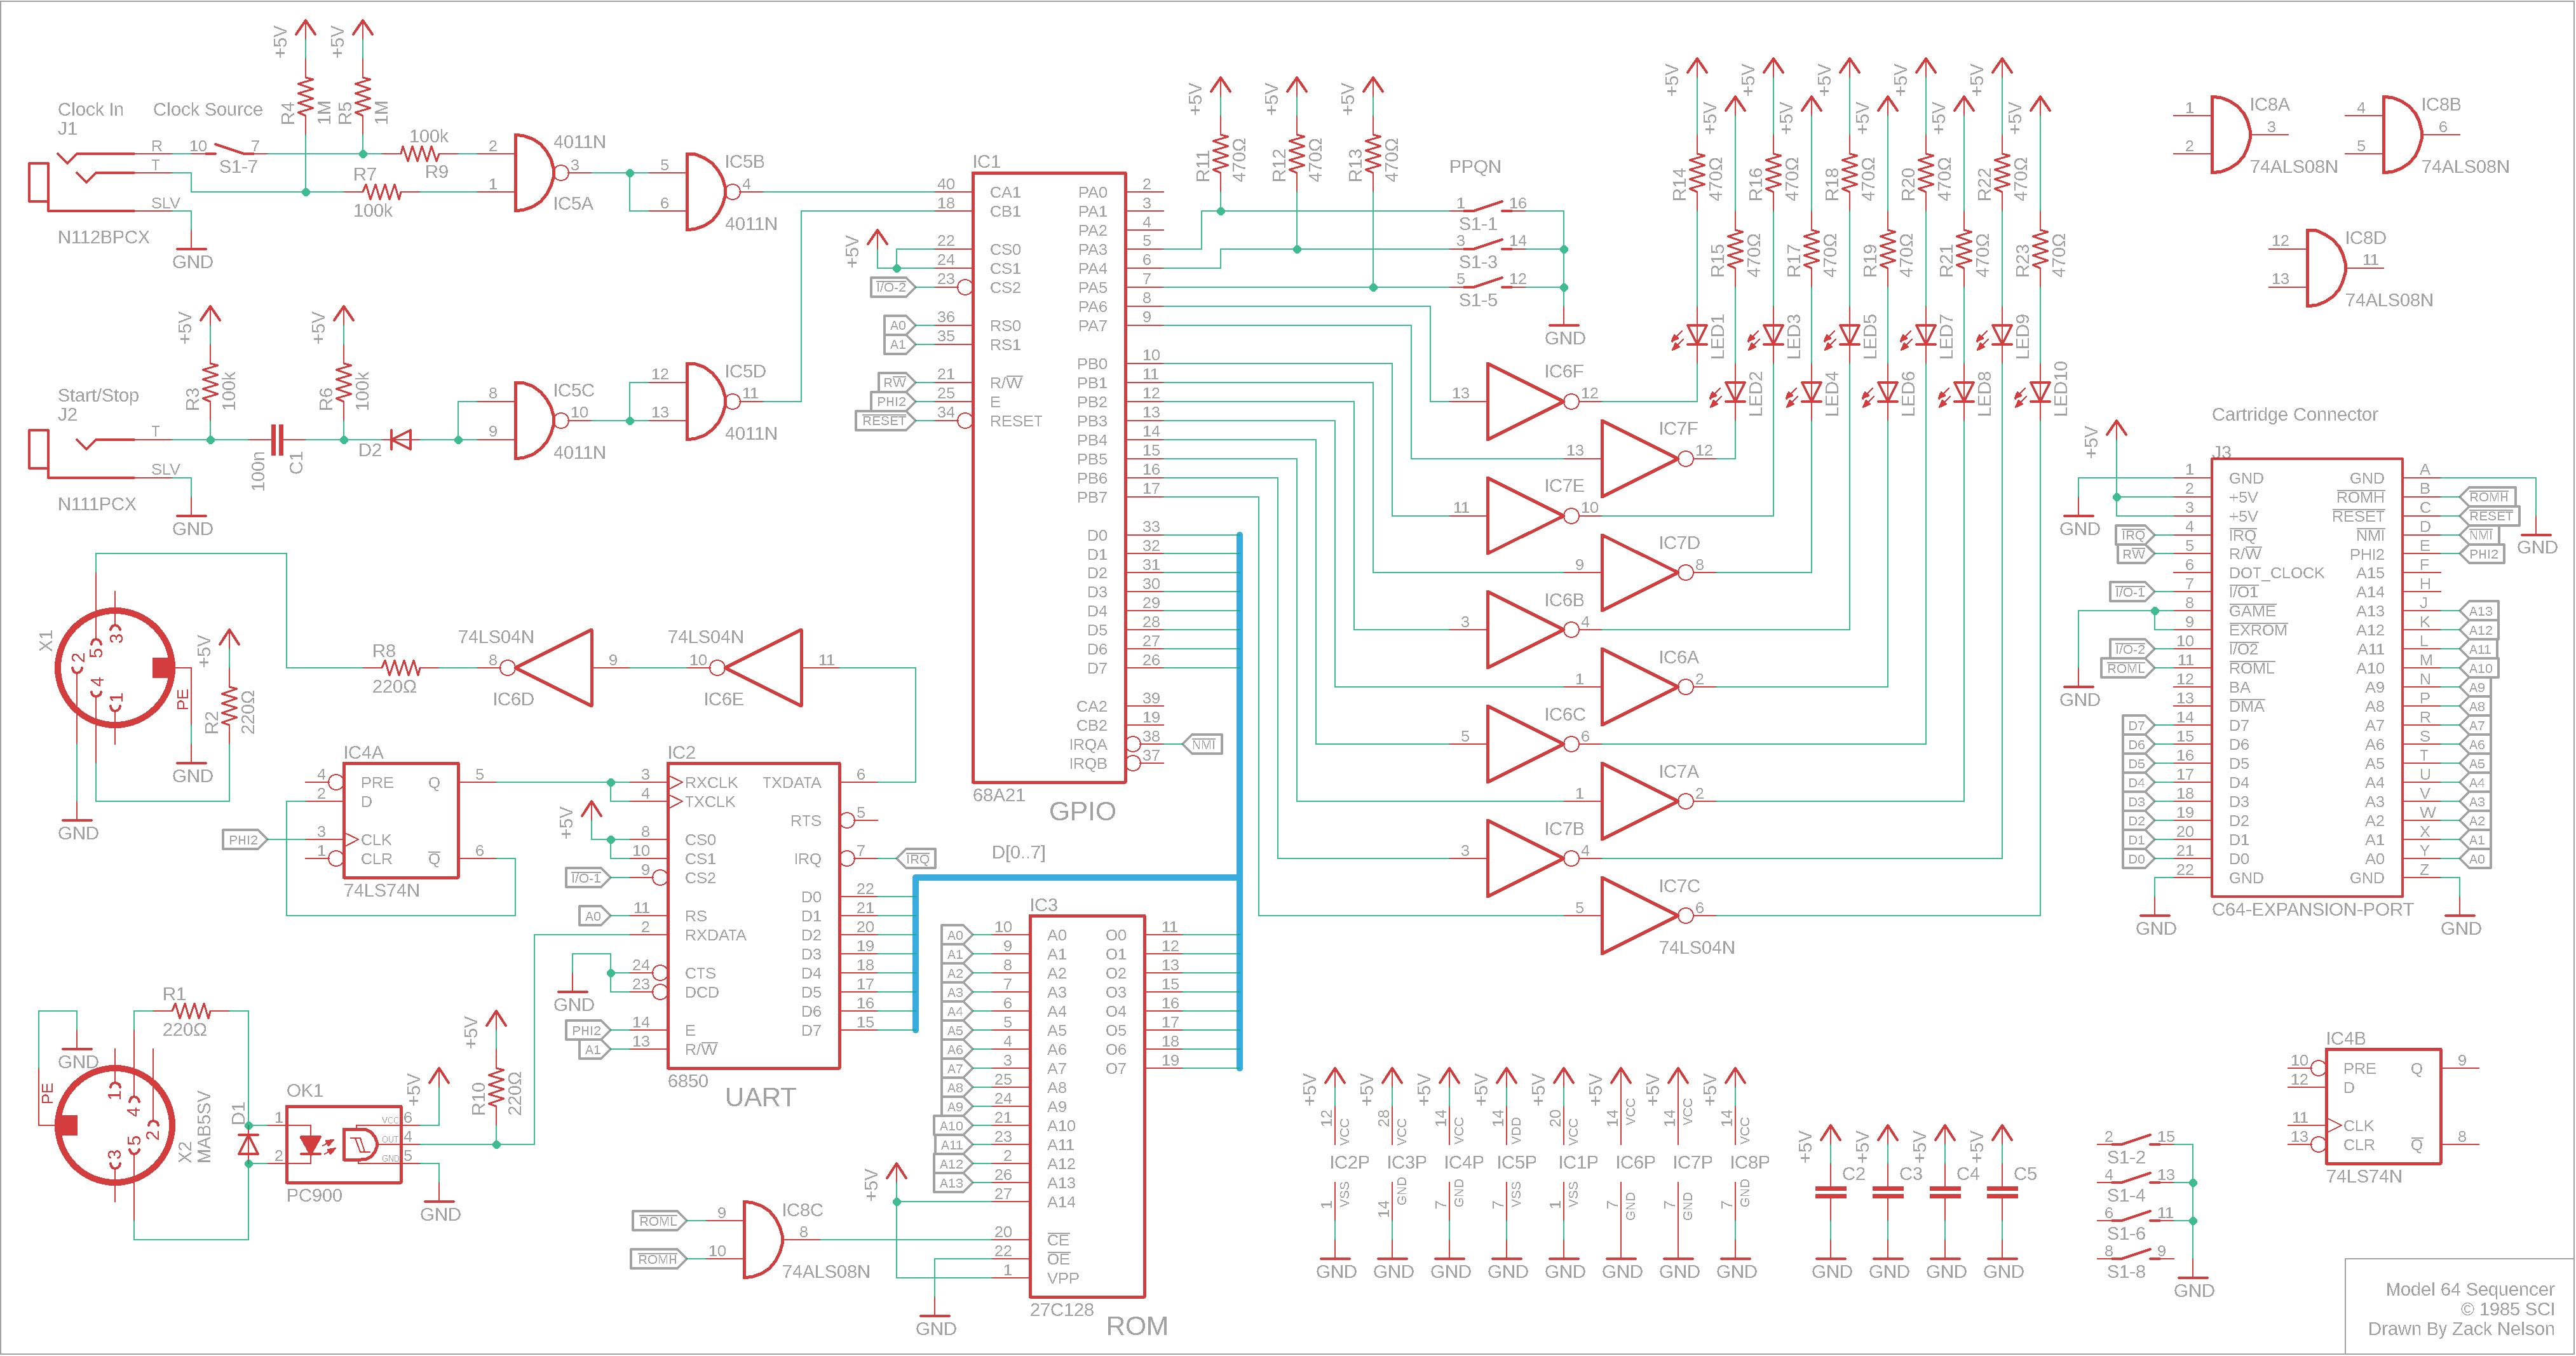 Clock In
J1
Clock Source
R 10 7
S1-7
T
SLV
N112BPCX
GND
+5V +5V
R4 1M R5 1M
100k
R9
R7
100k
2
1
3
4011N
IC5A
5
6
4
IC5B
4011N
Start/Stop
J2
T
SLV
N111PCX
GND
+5V +5V
R3 100k
R6 100k
100n C1
D2
8
9
10
IC5C
4011N
12
13
11
IC5D
4011N
IC1
40 CA1
18 CB1
+5V
22 CS0
24 CS1
I/O-2 23 CS2
A0 36 RS0
A1 35 RS1
RW 21 R/W
PHI2 25 E
RESET 34 RESET
PA0 2
PA1 3
PA2 4
PA3 5
PA4 6
PA5 7
PA6 8
PA7 9
PB0 10
PB1 11
PB2 12
PB3 13
PB4 14
PB5 15
PB6 16
PB7 17
D0 33
D1 32
D2 31
D3 30
D4 29
D5 28
D6 27
D7 26
CA2 39
CB2 19
IRQA 38 NMI
IRQB 37
68A21
GPIO
+5V +5V +5V
R11 470Ω R12 470Ω R13 470Ω
PPQN
1 16
S1-1
3 14
S1-3
5 12
S1-5
GND
+5V +5V +5V +5V +5V
+5V +5V +5V +5V +5V
R14 470Ω R16 470Ω R18 470Ω R20 470Ω R22 470Ω
R15 470Ω R17 470Ω R19 470Ω R21 470Ω R23 470Ω
LED1 LED3 LED5 LED7 LED9
LED2 LED4 LED6 LED8 LED10
IC6F
13 12
IC7F
13 12
IC7E
11 10
IC7D
9 8
IC6B
3 4
IC6A
1 2
IC6C
5 6
IC7A
1 2
IC7B
3 4
IC7C
5 6
74LS04N
1
2
3
IC8A
74ALS08N
4
5
6
IC8B
74ALS08N
12
13
11
IC8D
74ALS08N
Cartridge Connector
J3
+5V
GND
1 GND GND A
2 +5V ROMH B ROMH
3 +5V RESET C RESET
IRQ 4 IRQ NMI D NMI
RW 5 R/W PHI2 E PHI2
6 DOT_CLOCK A15 F
I/O-1 7 I/O1 A14 H
8 GAME A13 J A13
9 EXROM A12 K A12
I/O-2 10 I/O2 A11 L A11
ROML 11 ROML A10 M A10
12 BA A9 N A9
13 DMA A8 P A8
D7 14 D7 A7 R A7
D6 15 D6 A6 S A6
D5 16 D5 A5 T A5
D4 17 D4 A4 U A4
D3 18 D3 A3 V A3
D2 19 D2 A2 W A2
D1 20 D1 A1 X A1
D0 21 D0 A0 Y A0
22 GND GND Z
GND
GND
GND
GND
C64-EXPANSION-PORT
X1
2 5 3 4 1
PE
GND
GND
+5V
R2 220Ω
R8
220Ω
74LS04N
8 9
IC6D
74LS04N
10 11
IC6E
IC4A
4 PRE Q 5
2 D
PHI2 3 CLK
1 CLR Q 6
74LS74N
IC2
3 RXCLK TXDATA 6
4 TXCLK
RTS 5
+5V
8 CS0
10 CS1
I/O-1 9 CS2
IRQ 7 IRQ
A0 11 RS
2 RXDATA
24 CTS
23 DCD
GND
PHI2 14 E
A1 13 R/W
D0 22
D1 21
D2 20
D3 19
D4 18
D5 17
D6 16
D7 15
6850
UART
D[0..7]
IC3
A0 10 A0 O0 11
A1 9 A1 O1 12
A2 8 A2 O2 13
A3 7 A3 O3 15
A4 6 A4 O4 16
A5 5 A5 O5 17
A6 4 A6 O6 18
A7 3 A7 O7 19
A8 25 A8
A9 24 A9
A10 21 A10
A11 23 A11
A12 2 A12
A13 26 A13
27 A14
20 CE
22 OE
1 VPP
+5V
GND
27C128
ROM
ROML 9
ROMH 10
8
IC8C
74ALS08N
R1
220Ω
GND
PE
1 4 5 2 3
X2
MAB5SV
D1
OK1
1
2
VCC 6
OUT 4
GND 5
PC900
+5V
GND
+5V
R10 220Ω
+5V +5V +5V +5V +5V +5V +5V +5V
12 VCC 28 VCC 14 VCC 14 VDD 20 VCC 14 VCC 14 VCC 14 VCC
IC2P IC3P IC4P IC5P IC1P IC6P IC7P IC8P
1 VSS 14 GND 7 GND 7 VSS 1 VSS 7 GND 7 GND 7 GND
GND GND GND GND GND GND GND GND
+5V +5V +5V +5V
C2 C3 C4 C5
GND GND GND GND
2 15
S1-2
4 13
S1-4
6 11
S1-6
8 9
S1-8
GND
IC4B
10 PRE Q 9
12 D
11 CLK
13 CLR Q 8
74LS74N
Model 64 Sequencer
© 1985 SCI
Drawn By Zack Nelson